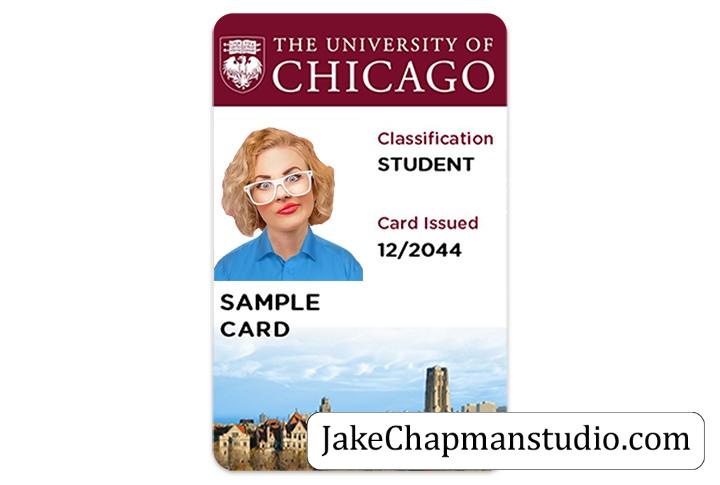 THE UNIVERSITY OF
CHICAGO
Classification
STUDENT
Card Issued
12/2044
SAMPLE
CARD
JakeChapmanstudio.com